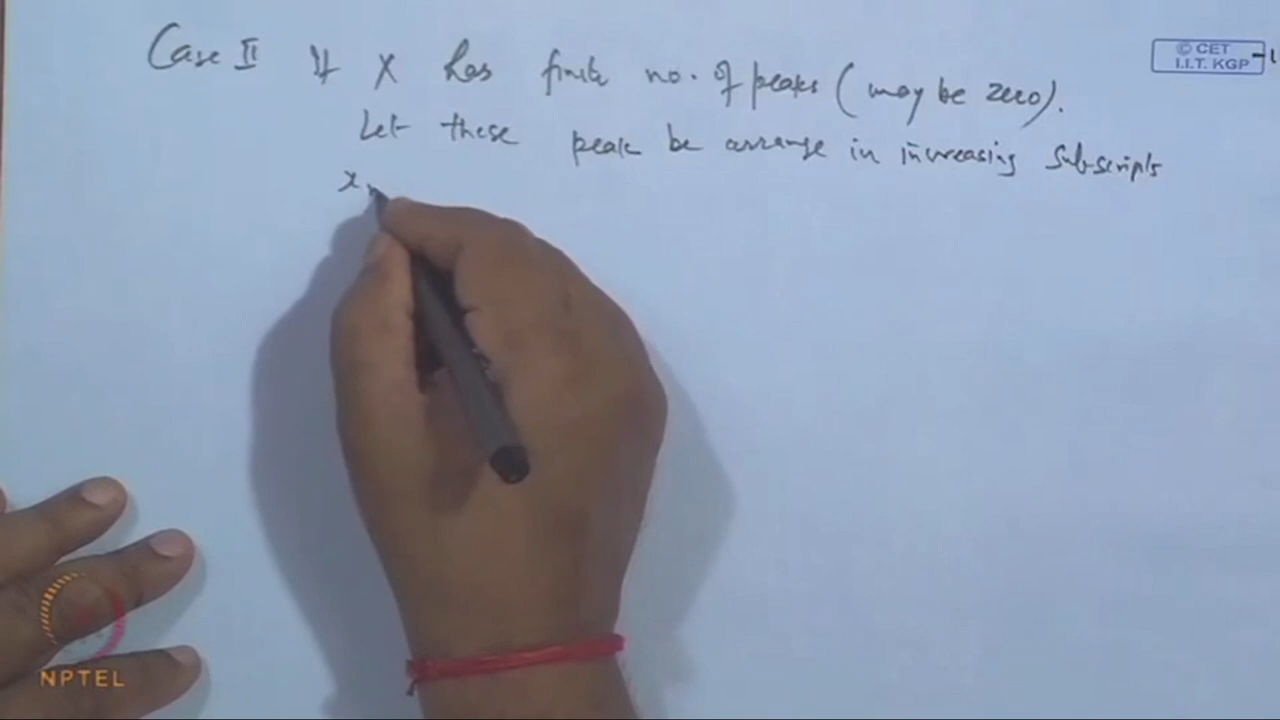 Case II If X has finite no. of peaks (may be zero).
© CET
I.I.T. KGP
Let these peak be arrange in increasing subscripts
x
NPTEL